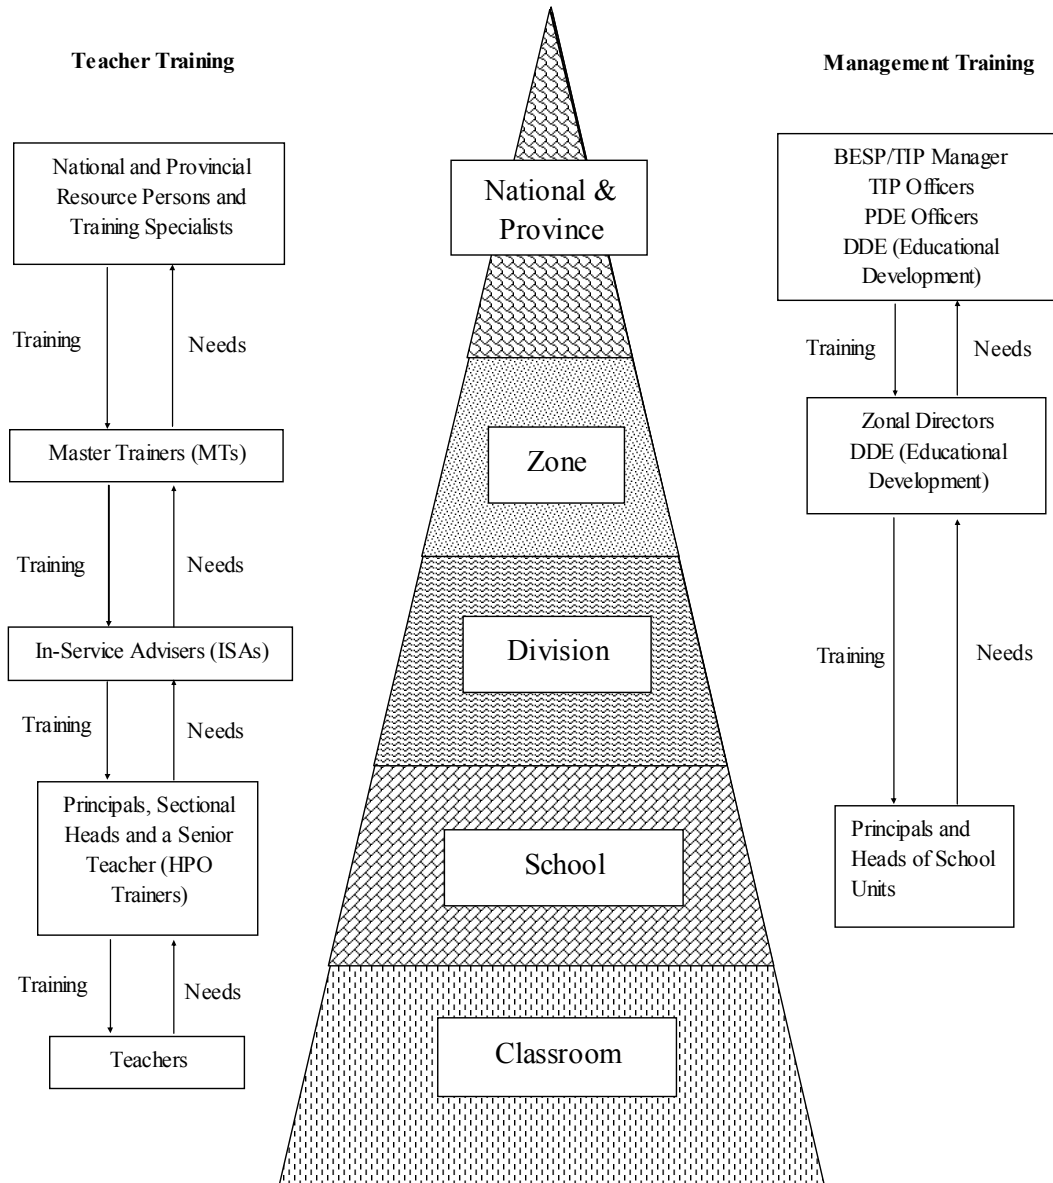 Teacher Training
National and Provincial
Resource Persons and
Training Specialists
Training
Needs
Master Trainers (MTs)
Training
Needs
In-Service Advisers (ISAs)
Training
Needs
Principals, Sectional
Heads and a Senior
Teacher (HPO
Trainers)
Training
Needs
Teachers
National &
Province
Zone
Division
School
Classroom
Management Training
BESP/TIP Manager
TIP Officers
PDE Officers
DDE (Educational
Development)
Training
Needs
Zonal Directors
DDE (Educational
Development)
Training
Needs
Principals and
Heads of School
Units